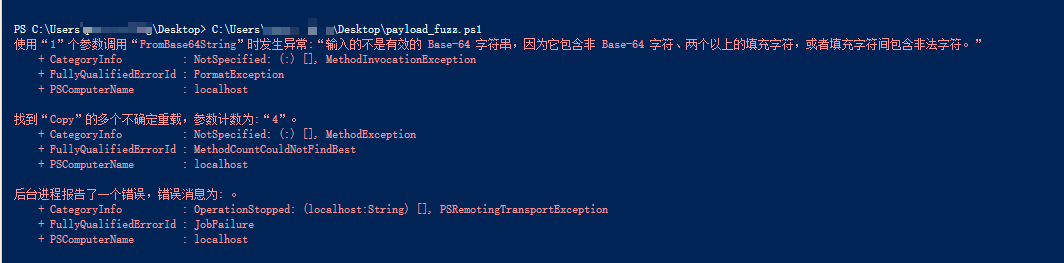 PS C:\Users\ g\Desktop> C:\Users\ \Desktop\payload_fuzz.ps1
使用“1”个参数调用“FromBase64String”时发生异常:“输入的不是有效的 Base-64 字符串，因为它包含非 Base-64 字符、两个以上的填充字符，或者填充字符间包含非法字符。”
+ CategoryInfo : NotSpecified: (:) [], MethodInvocationException
+ FullyQualifiedErrorId : FormatException
+ PSComputerName : localhost
找到“Copy”的多个不确定重载，参数计数为:“4”。
+ CategoryInfo : NotSpecified: (:) [], MethodException
+ FullyQualifiedErrorId : MethodCountCouldNotFindBest
+ PSComputerName : localhost
后台进程报告了一个错误，错误消息为: 。
+ CategoryInfo : OperationStopped: (localhost:String) [], PSRemotingTransportException
+ FullyQualifiedErrorId : JobFailure
+ PSComputerName : localhost